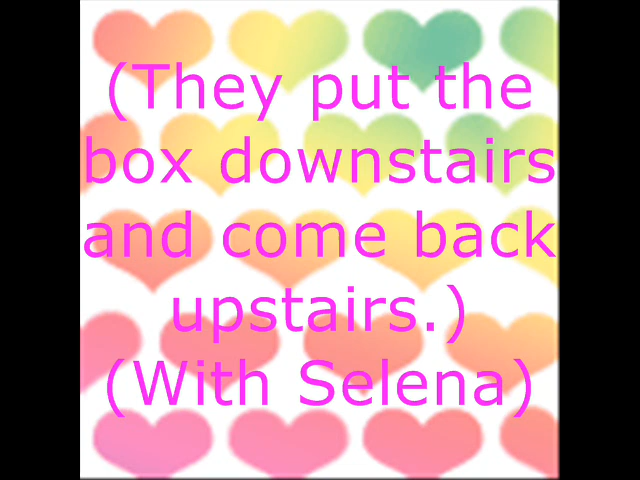 (They put the
box downstairs
and come back
upstairs.)
(With Selena)